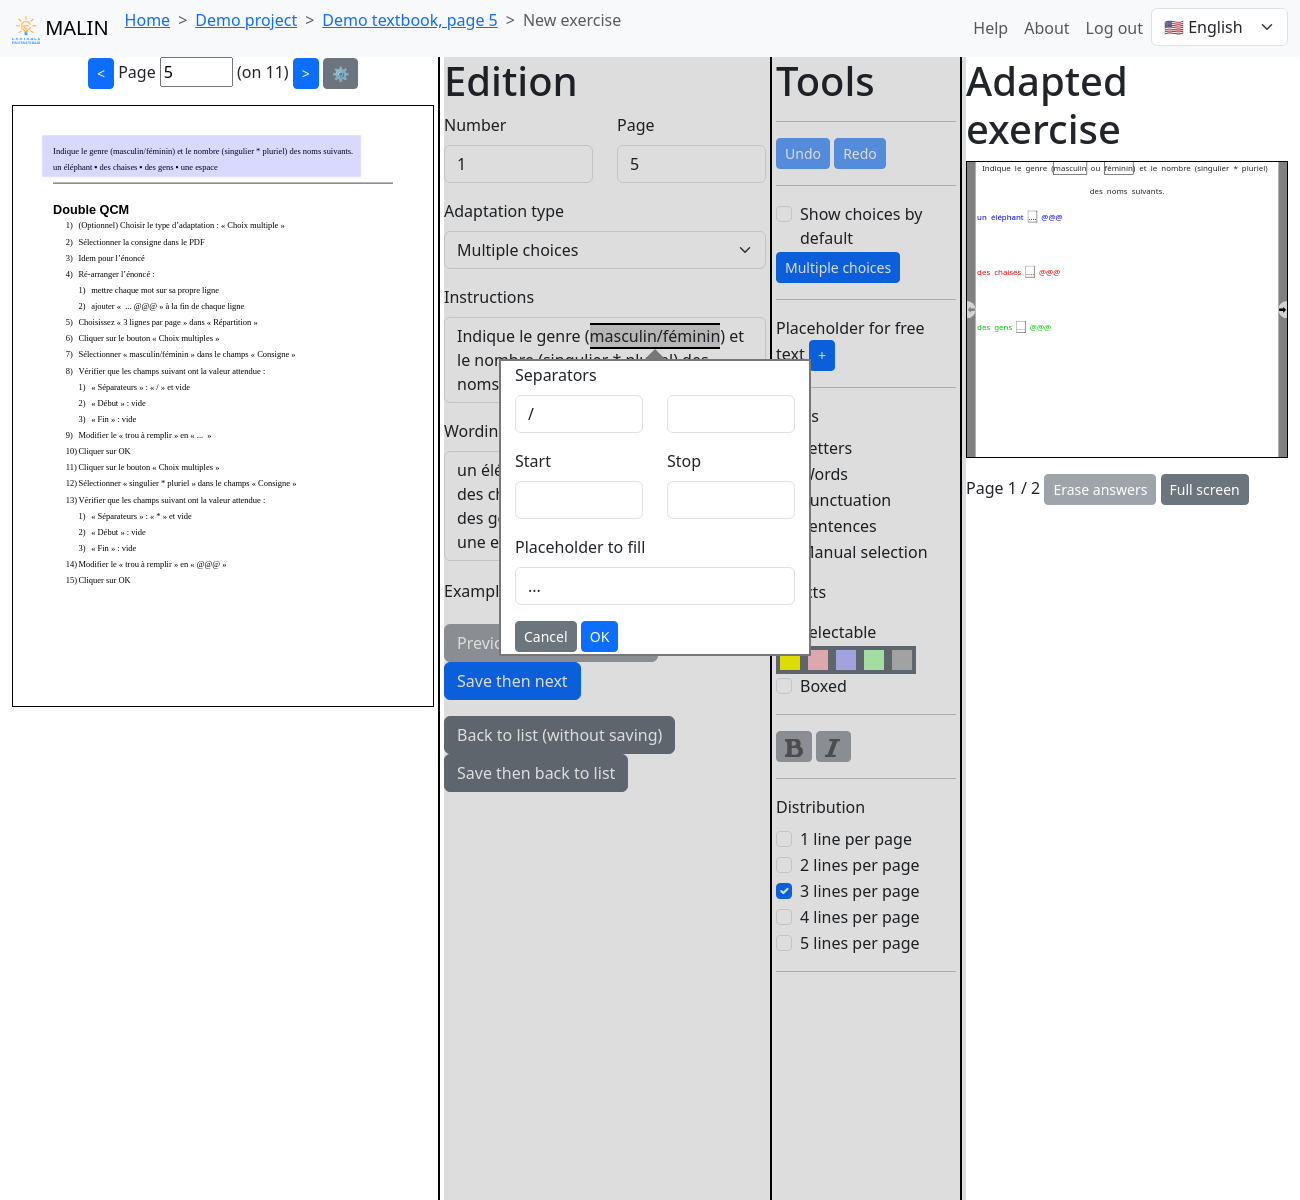 MALIN
Home > Demo project > Demo textbook, page 5 > New exercise
Help About Log out 🇺🇸 English
< Page 5 (on 11) > ⚙️
Indique le genre (masculin/féminin) et le nombre (singulier * pluriel) des noms suivants.
un éléphant • des chaises • des gens • une espace
Double QCM
1) (Optionnel) Choisir le type d’adaptation : « Choix multiple »
2) Sélectionner la consigne dans le PDF
3) Idem pour l’énoncé
4) Ré-arranger l’énoncé :
1) mettre chaque mot sur sa propre ligne
2) ajouter « ... @@@ » à la fin de chaque ligne
5) Choisissez « 3 lignes par page » dans « Répartition »
6) Cliquer sur le bouton « Choix multiples »
7) Sélectionner « masculin/féminin » dans le champs « Consigne »
8) Vérifier que les champs suivant ont la valeur attendue :
1) « Séparateurs » : « / » et vide
2) « Début » : vide
3) « Fin » : vide
9) Modifier le « trou à remplir » en « ... »
10) Cliquer sur OK
11) Cliquer sur le bouton « Choix multiples »
12) Sélectionner « singulier * pluriel » dans le champs « Consigne »
13) Vérifier que les champs suivant ont la valeur attendue :
1) « Séparateurs » : « * » et vide
2) « Début » : vide
3) « Fin » : vide
14) Modifier le « trou à remplir » en « @@@ »
15) Cliquer sur OK
Edition
Number Page
1 5
Adaptation type
Multiple choices
Instructions
Indique le genre (masculin/féminin) et
le nombre (singulier * pluriel) des
noms
Separators
/
Start Stop
Placeholder to fill
...
Cancel OK
Wordin
un élé
des ch
des ge
une e
Exampl
Previo
Save then next
Back to list (without saving)
Save then back to list
Tools
Undo Redo
Show choices by
default
Multiple choices
Placeholder for free
text +
s
etters
Words
unctuation
entences
Manual selection
cts
electable
Boxed
B I
Distribution
1 line per page
2 lines per page
3 lines per page
4 lines per page
5 lines per page
Adapted
exercise
Indique le genre (masculin ou féminin) et le nombre (singulier * pluriel)
des noms suivants.
un éléphant .... @@@
des chaises .... @@@
des gens .... @@@
Page 1 / 2 Erase answers Full screen